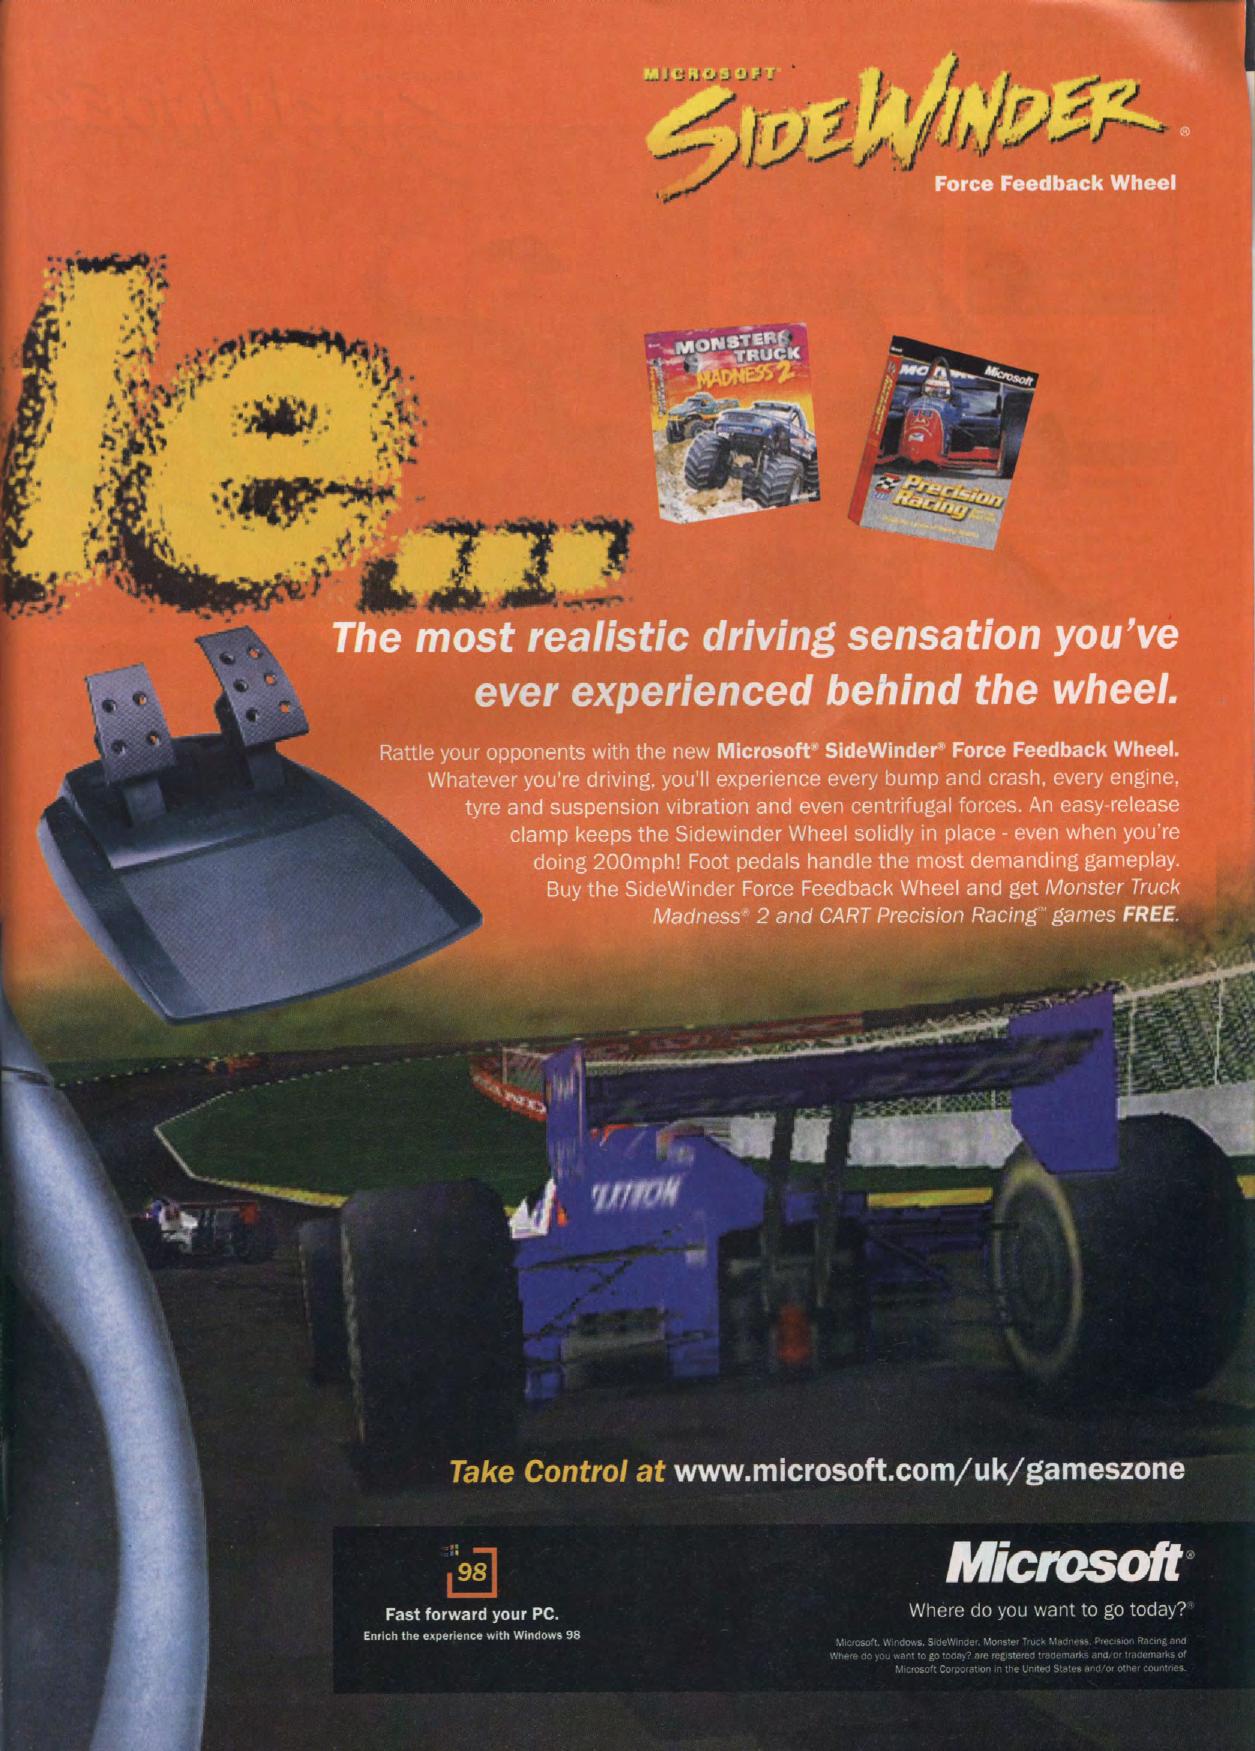 MICROSOFT
SIDEWINDER®
Force Feedback Wheel
le...
MONSTER
TRUCK
MADNESS 2
Microsoft
Precision
Racing
The most realistic driving sensation you've
ever experienced behind the wheel.
Rattle your opponents with the new Microsoft® SideWinder® Force Feedback Wheel.
Whatever you're driving, you'll experience every bump and crash, every engine,
tyre and suspension vibration and even centrifugal forces. An easy-release
clamp keeps the Sidewinder Wheel solidly in place - even when you're
doing 200mph! Foot pedals handle the most demanding gameplay.
Buy the SideWinder Force Feedback Wheel and get Monster Truck
Madness® 2 and CART Precision Racing™ games FREE.
Take Control at www.microsoft.com/uk/gameszone
98
Fast forward your PC.
Enrich the experience with Windows 98
Microsoft®
Where do you want to go today?®
Microsoft, Windows, SideWinder, Monster Truck Madness, Precision Racing and
Where do you want to go today? are registered trademarks and/or trademarks of
Microsoft Corporation in the United States and/or other countries.